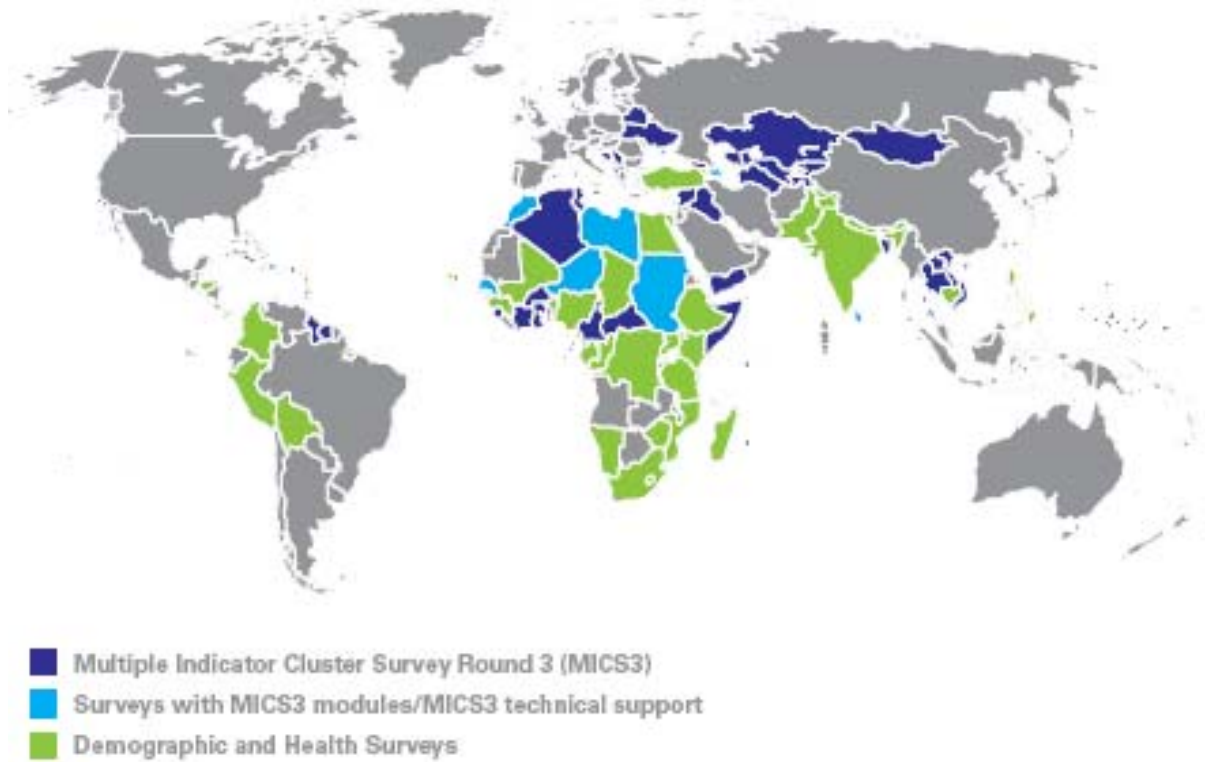 Multiple Indicator Cluster Survey Round 3 (MICS3)
Surveys with MICS3 modules/MICS3 technical support
Demographic and Health Surveys